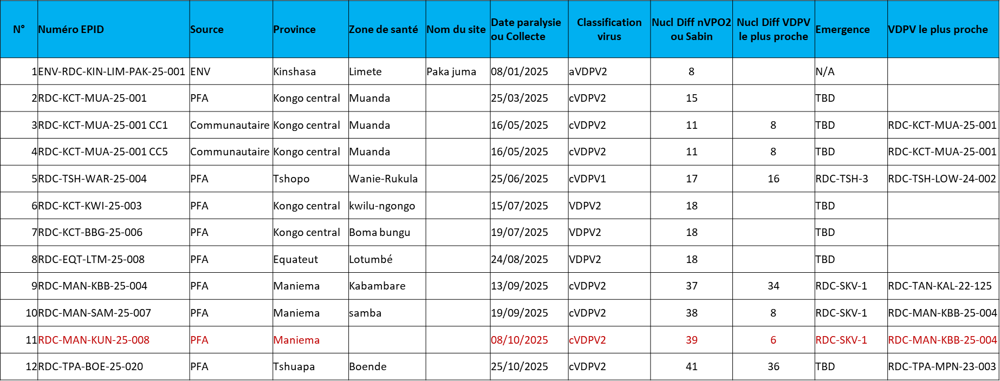 N° Numéro EPID Source Province Zone de santé Nom du site Date paralysie ou Collecte Classification virus Nucl Diff nVPO2 ou Sabin Nucl Diff VDPV le plus proche Emergence VDPV le plus proche
1 ENV-RDC-KIN-LIM-PAK-25-001 ENV Kinshasa Limete Paka juma 08/01/2025 aVDPV2 8 N/A
2 RDC-KCT-MUA-25-001 PFA Kongo central Muanda 25/03/2025 cVDPV2 15 TBD
3 RDC-KCT-MUA-25-001 CC1 Communautaire Kongo central Muanda 16/05/2025 cVDPV2 11 8 TBD RDC-KCT-MUA-25-001
4 RDC-KCT-MUA-25-001 CC5 Communautaire Kongo central Muanda 16/05/2025 cVDPV2 11 8 TBD RDC-KCT-MUA-25-001
5 RDC-TSH-WAR-25-004 PFA Tshopo Wanie-Rukula 25/06/2025 cVDPV1 17 16 RDC-TSH-3 RDC-TSH-LOW-24-002
6 RDC-KCT-KWI-25-003 PFA Kongo central kwilu-ngongo 15/07/2025 VDPV2 18 TBD
7 RDC-KCT-BBG-25-006 PFA Kongo central Boma bungu 19/07/2025 VDPV2 18 TBD
8 RDC-EQT-LTM-25-008 PFA Equateut Lotumbé 24/08/2025 VDPV2 18 TBD
9 RDC-MAN-KBB-25-004 PFA Maniema Kabambare 13/09/2025 cVDPV2 37 34 RDC-SKV-1 RDC-TAN-KAL-22-125
10 RDC-MAN-SAM-25-007 PFA Maniema samba 19/09/2025 cVDPV2 38 8 RDC-SKV-1 RDC-MAN-KBB-25-004
11 RDC-MAN-KUN-25-008 PFA Maniema 08/10/2025 cVDPV2 39 6 RDC-SKV-1 RDC-MAN-KBB-25-004
12 RDC-TPA-BOE-25-020 PFA Tshuapa Boende 25/10/2025 cVDPV2 41 36 TBD RDC-TPA-MPN-23-003